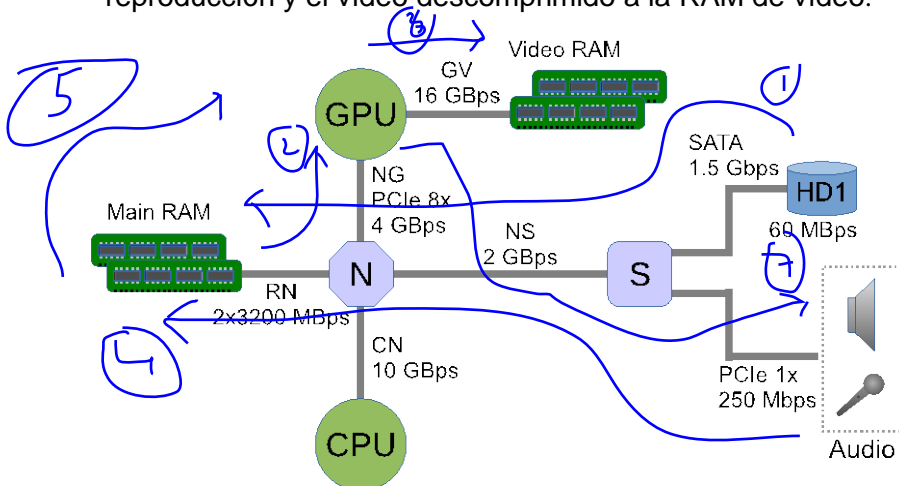 reproducción y el vídeo descomprimido a la RAM de vídeo.
3
Video RAM
1
5
GV
16 GBps
GPU
SATA
1.5 Gbps
2
NG
PCIe 8x
4 GBps
HD1
Main RAM
NS
2 GBps
60 MBps
7
N
S
RN
2x3200 MBps
4
CN
10 GBps
PCIe 1x
250 Mbps
CPU
Audio